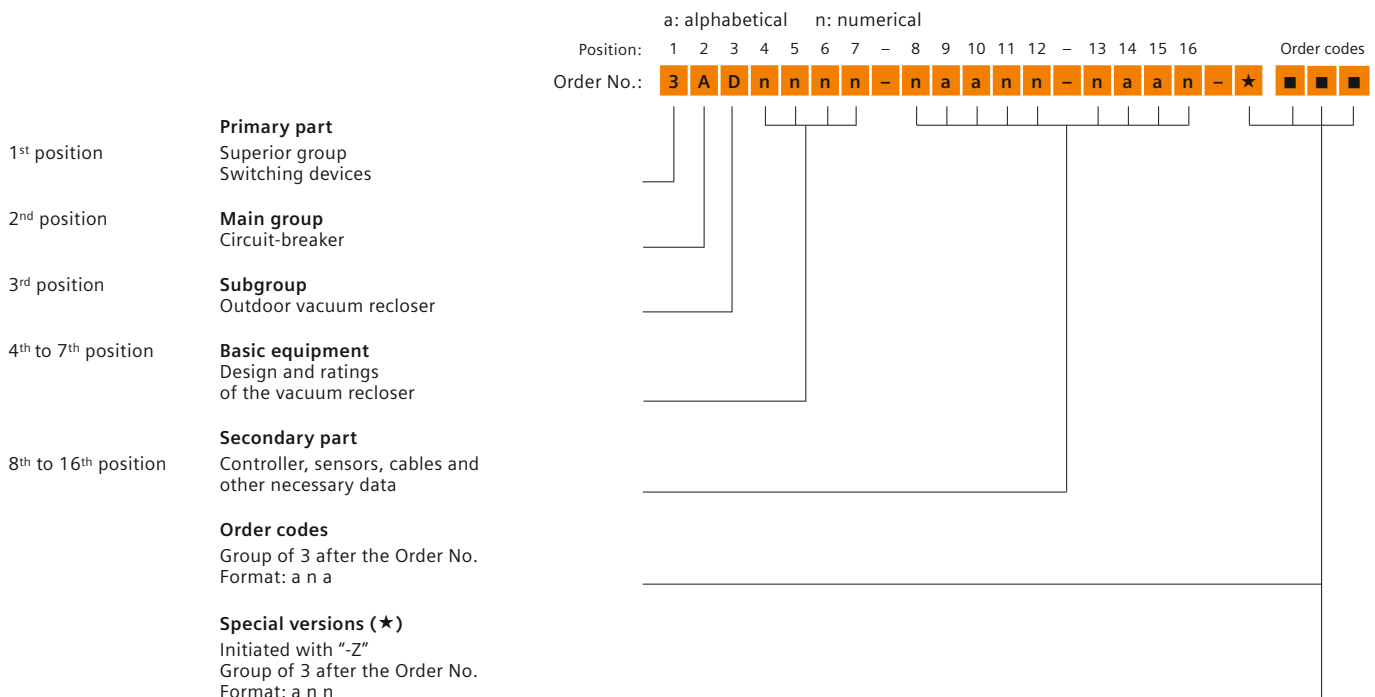 a: alphabetical n: numerical
Position: 1 2 3 4 5 6 7 – 8 9 10 11 12 – 13 14 15 16 Order codes
Order No.: 3 A D n n n n – n a a n n – n a a n – ★ ■ ■ ■
Primary part
1st position Superior group
Switching devices
2nd position Main group
Circuit-breaker
3rd position Subgroup
Outdoor vacuum recloser
4th to 7th position Basic equipment
Design and ratings
of the vacuum recloser
Secondary part
8th to 16th position Controller, sensors, cables and
other necessary data
Order codes
Group of 3 after the Order No.
Format: a n a
Special versions (★)
Initiated with “-Z”
Group of 3 after the Order No.
Format: a n n